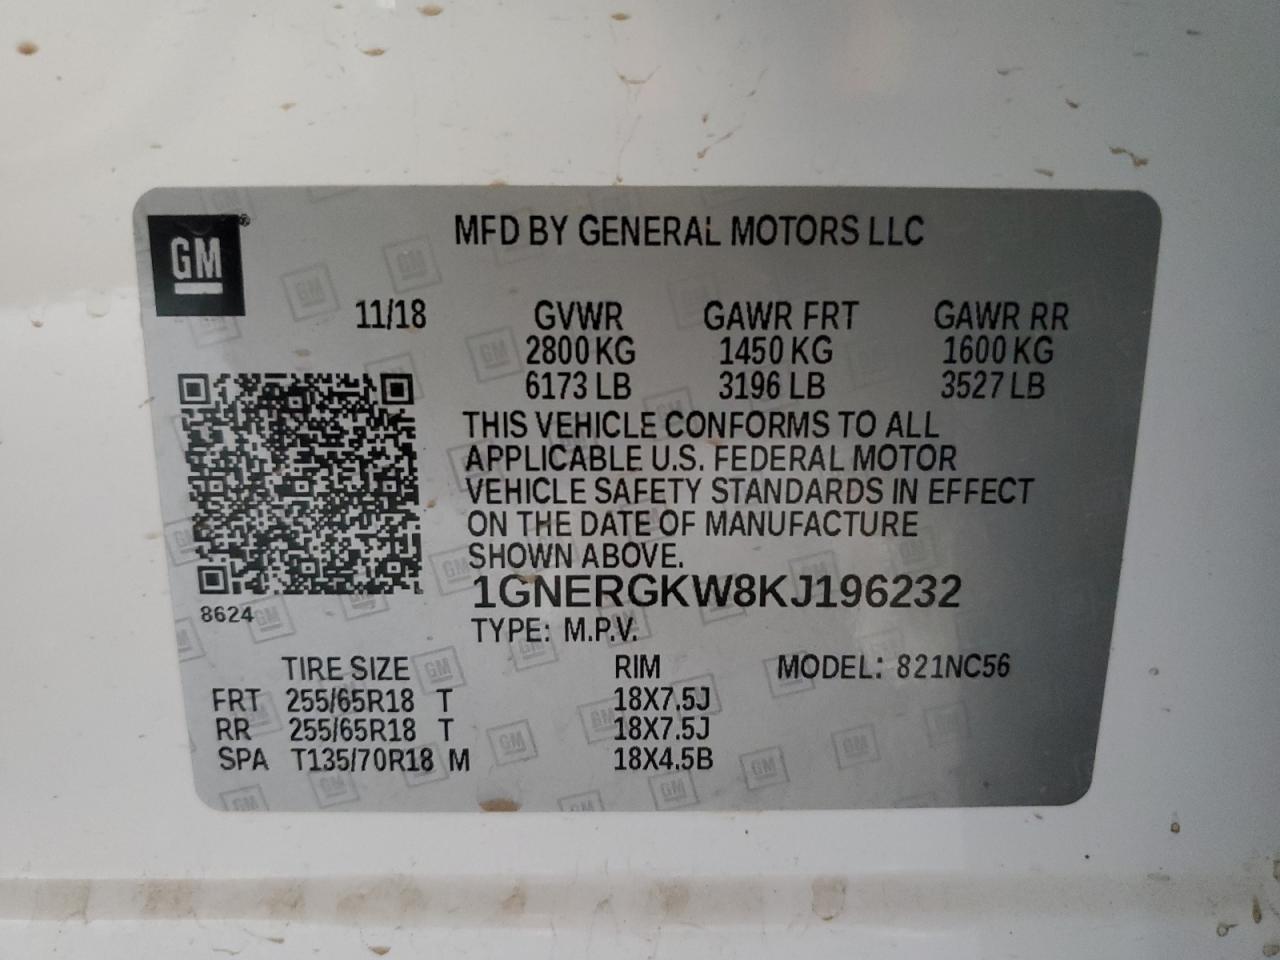 GM®
MFD BY GENERAL MOTORS LLC
11/18 GVWR GAWR FRT GAWR RR
2800 KG 1450 KG 1600 KG
6173 LB 3196 LB 3527 LB
THIS VEHICLE CONFORMS TO ALL
APPLICABLE U.S. FEDERAL MOTOR
VEHICLE SAFETY STANDARDS IN EFFECT
ON THE DATE OF MANUFACTURE
SHOWN ABOVE.
1GNERGKW8KJ196232
8624
TYPE: M.P.V.
TIRE SIZE RIM MODEL: 821NC56
FRT 255/65R18 T 18X7.5J
RR 255/65R18 T 18X7.5J
SPA T135/70R18 M 18X4.5B